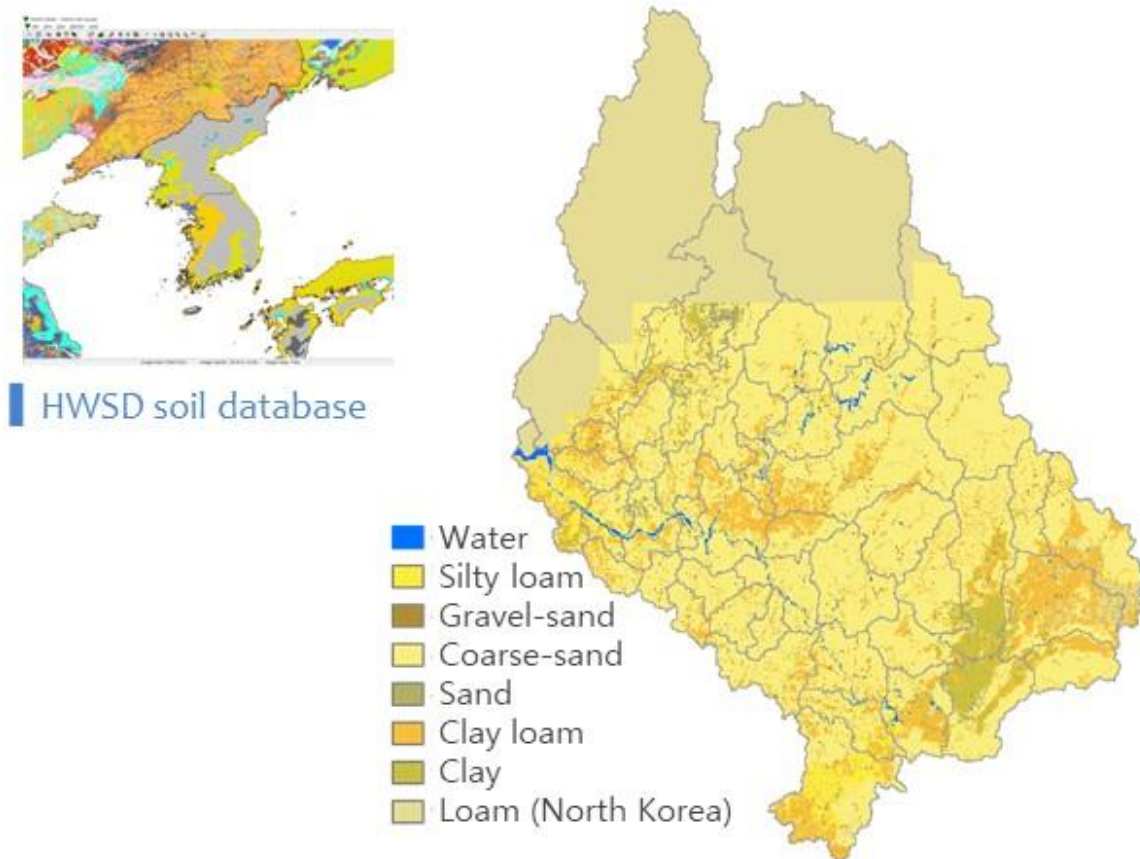 HWSD soil database
Water
Silty loam
Gravel-sand
Coarse-sand
Sand
Clay loam
Clay
Loam (North Korea)